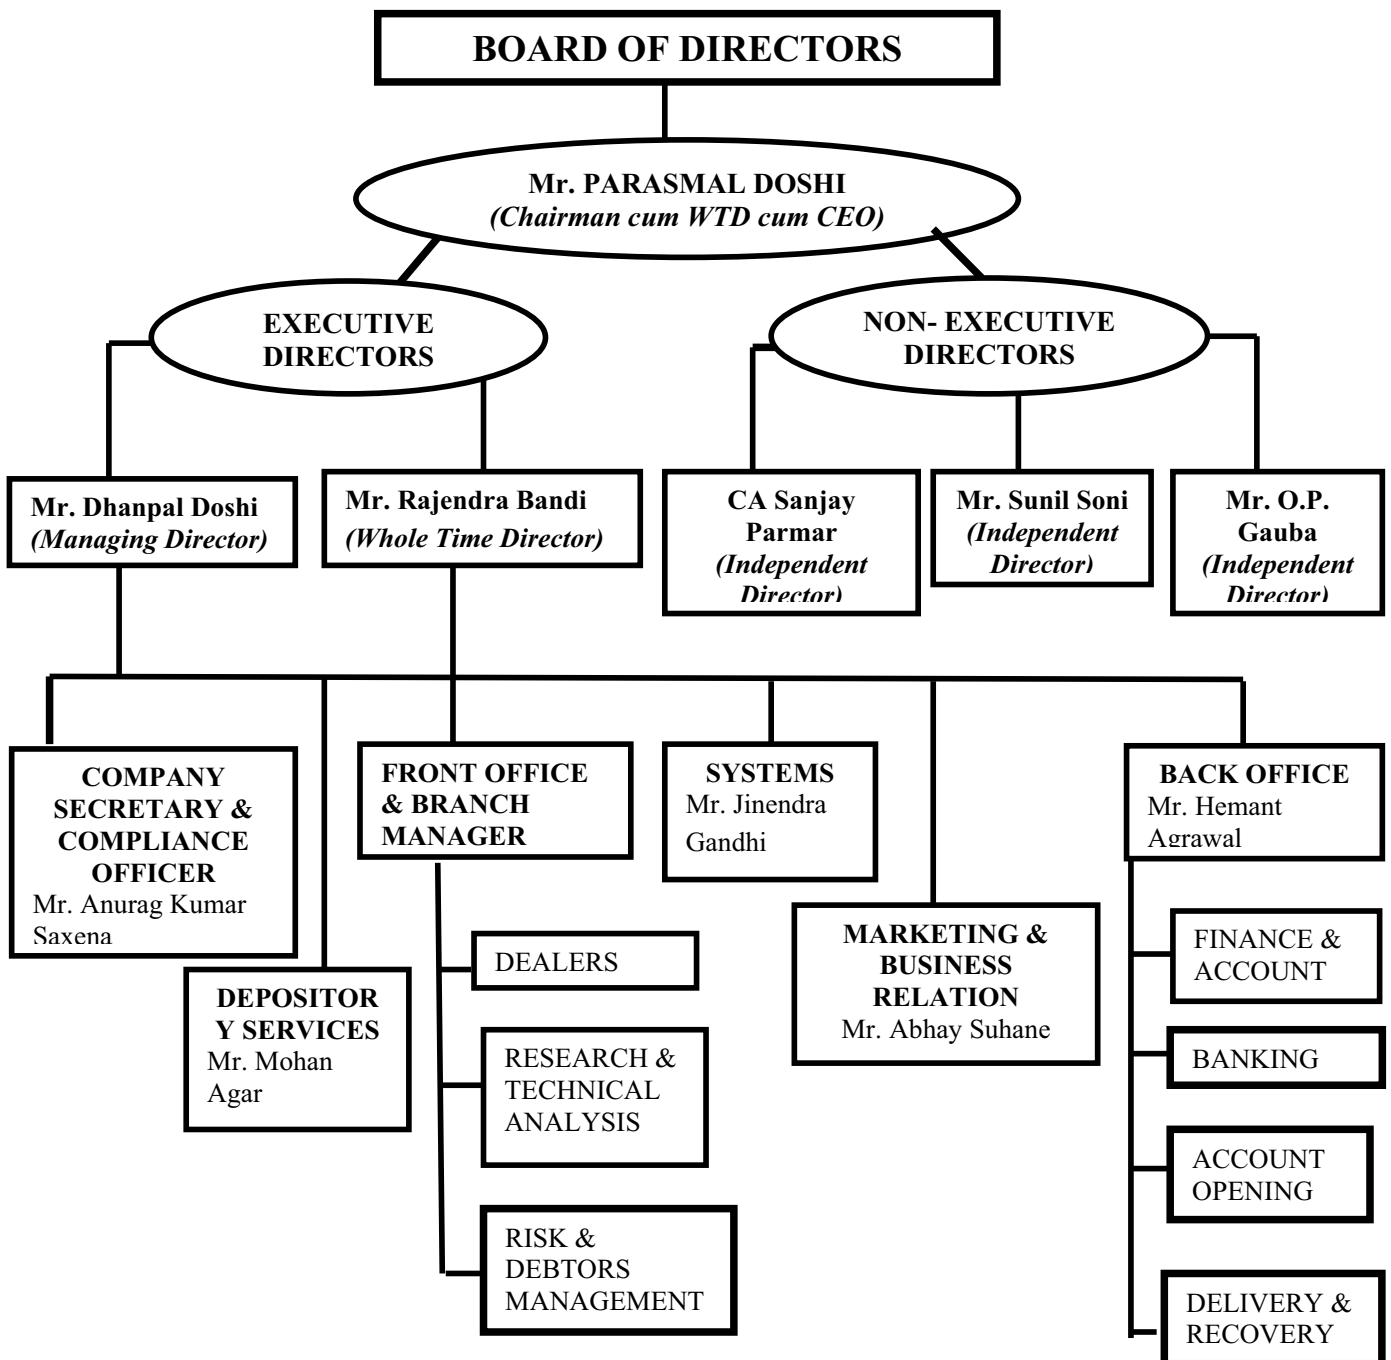 BOARD OF DIRECTORS
Mr. PARASMAL DOSHI
(Chairman cum WTD cum CEO)
EXECUTIVE
DIRECTORS
NON- EXECUTIVE
DIRECTORS
Mr. Dhanpal Doshi
(Managing Director)
Mr. Rajendra Bandi
(Whole Time Director)
CA Sanjay
Parmar
(Independent
Director)
Mr. Sunil Soni
(Independent
Director)
Mr. O.P.
Gauba
(Independent
Director)
COMPANY
SECRETARY &
COMPLIANCE
OFFICER
Mr. Anurag Kumar
Saxena
DEPOSITOR
Y SERVICES
Mr. Mohan
Agar
FRONT OFFICE
& BRANCH
MANAGER
DEALERS
RESEARCH &
TECHNICAL
ANALYSIS
RISK &
DEBTORS
MANAGEMENT
SYSTEMS
Mr. Jinendra
Gandhi
MARKETING &
BUSINESS
RELATION
Mr. Abhay Suhane
BACK OFFICE
Mr. Hemant
Agrawal
FINANCE &
ACCOUNT
BANKING
ACCOUNT
OPENING
DELIVERY &
RECOVERY